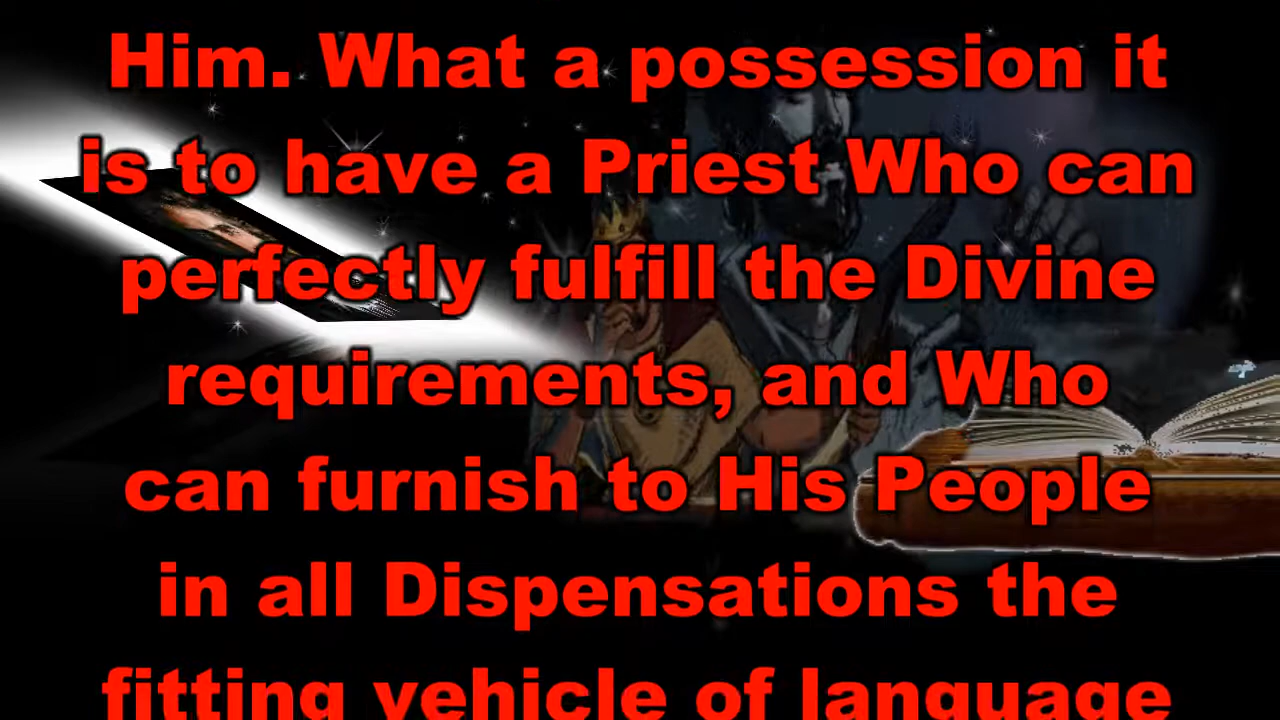 Him. What a possession it
is to have a Priest Who can
perfectly fulfill the Divine
requirements, and Who
can furnish to His People
in all Dispensations the
fitting vehicle of language